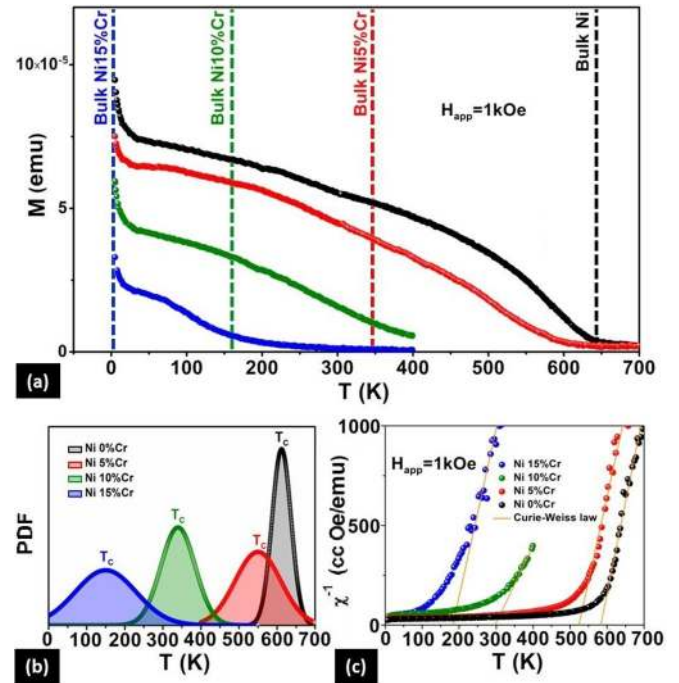 Bulk Ni15%Cr
Bulk Ni10%Cr
Bulk Ni5%Cr
Bulk Ni
H_app=1kOe
M (emu)
10×10⁻⁵
5
0
0 100 200 300 400 500 600 700
T (K)
(a)
Ni 0%Cr
Ni 5%Cr
Ni 10%Cr
Ni 15%Cr
T_C
T_C
T_C
T_C
PDF
0 100 200 300 400 500 600 700
T (K)
(b)
H_app=1kOe
Ni 15%Cr
Ni 10%Cr
Ni 5%Cr
Ni 0%Cr
Curie-Weiss law
χ⁻¹ (cc Oe/emu)
1000
500
0
0 100 200 300 400 500 600 700
T (K)
(c)